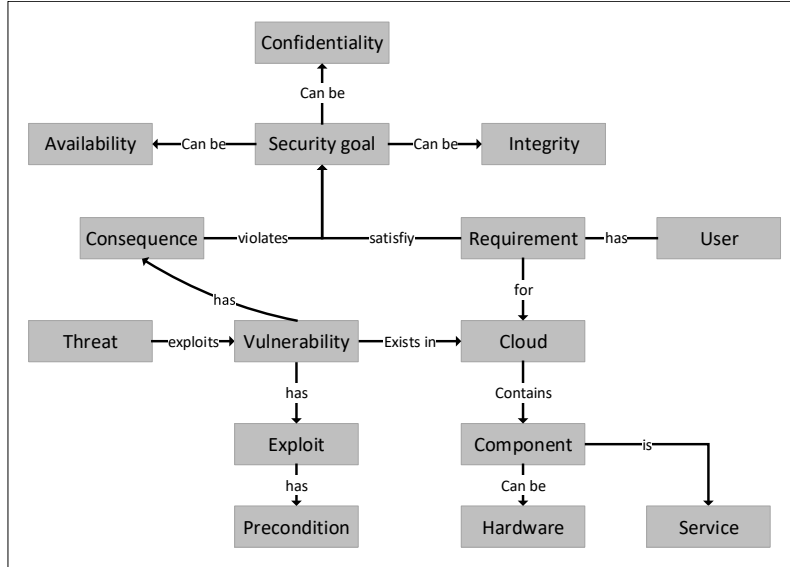 Confidentiality
Can be
Availability Can be Security goal Can be Integrity
Consequence violates satisfiy Requirement has User
has for
Threat exploits Vulnerability Exists in Cloud
has Contains
Exploit Component is
has Can be
Precondition Hardware Service